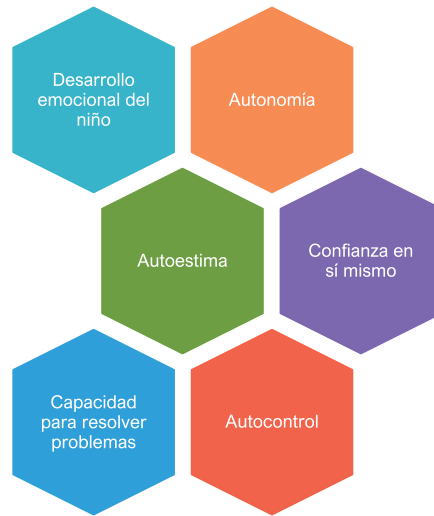 Desarrollo
emocional del
niño
Autonomía
Autoestima
Confianza en
sí mismo
Capacidad
para resolver
problemas
Autocontrol